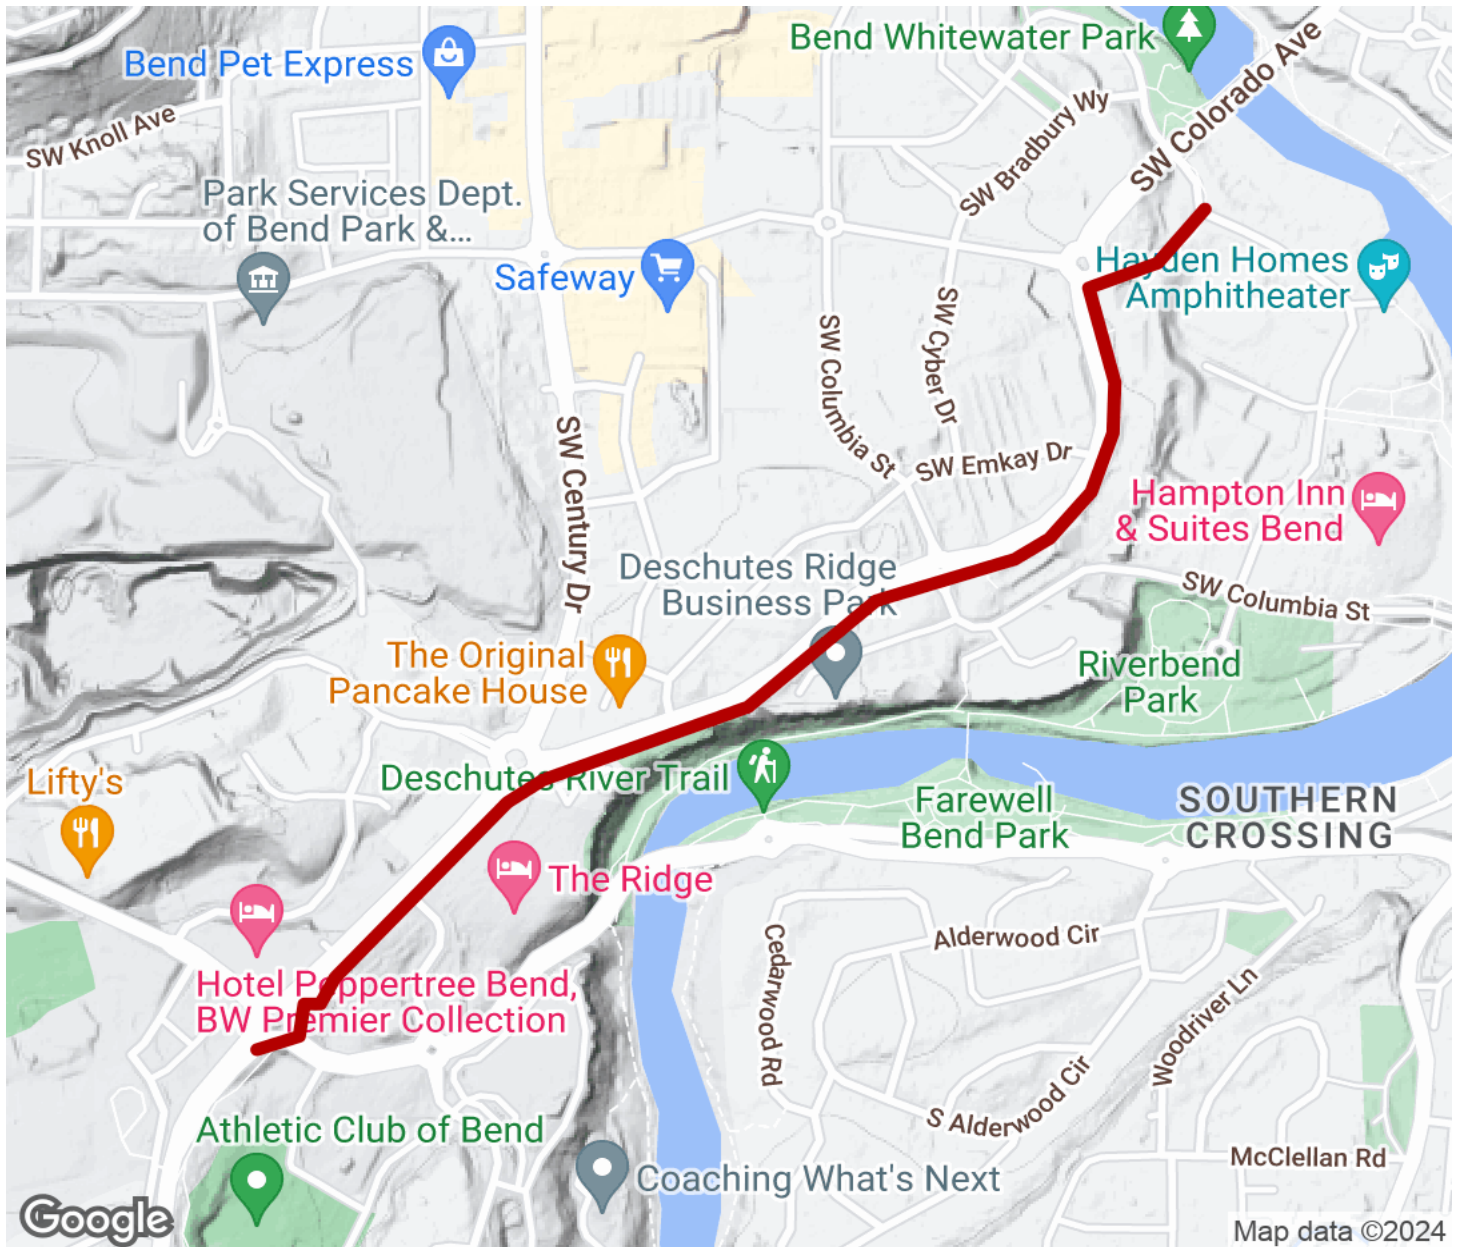 Bend Whitewater Park
Bend Pet Express
SW Colorado Ave
SW Knoll Ave
SW Bradbury Wy
Park Services Dept.
of Bend Park &...
Safeway
Hayden Homes
Amphitheater
SW Columbia St
SW Cyber Dr
SW Century Dr
SW Emkay Dr
Hampton Inn
& Suites Bend
Deschutes Ridge
Business Park
SW Columbia St
The Original
Pancake House
Riverbend
Park
Lifty's
Deschutes River Trail
Farewell
Bend Park
SOUTHERN
CROSSING
The Ridge
Cedarwood Rd
Alderwood Cir
Hotel Peppertree Bend,
BW Premier Collection
Woodriver Ln
S Alderwood Cir
Athletic Club of Bend
McClellan Rd
Coaching What's Next
Google
Map data ©2024